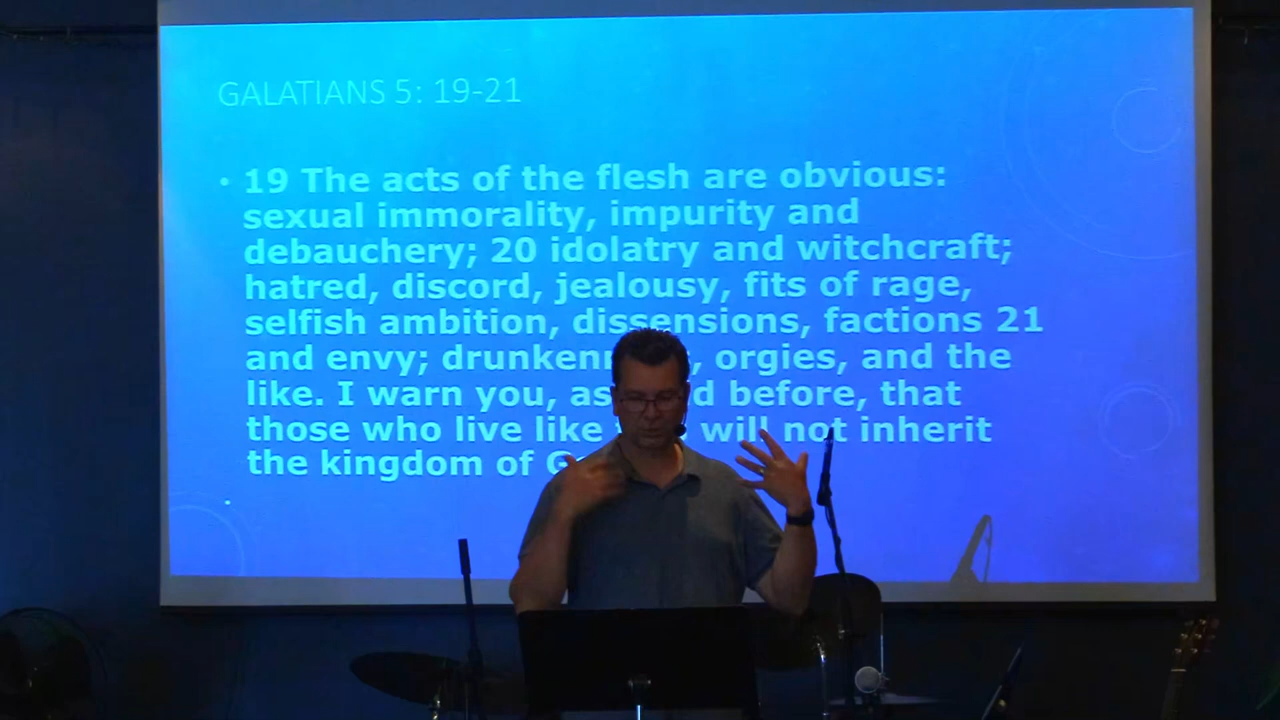 GALATIANS 5: 19-21
• 19 The acts of the flesh are obvious:
sexual immorality, impurity and
debauchery; 20 idolatry and witchcraft;
hatred, discord, jealousy, fits of rage,
selfish ambition, dissensions, factions 21
and envy; , orgies, and the
like. I warn you, as before, that
those who live like will not inherit
the kingdom of